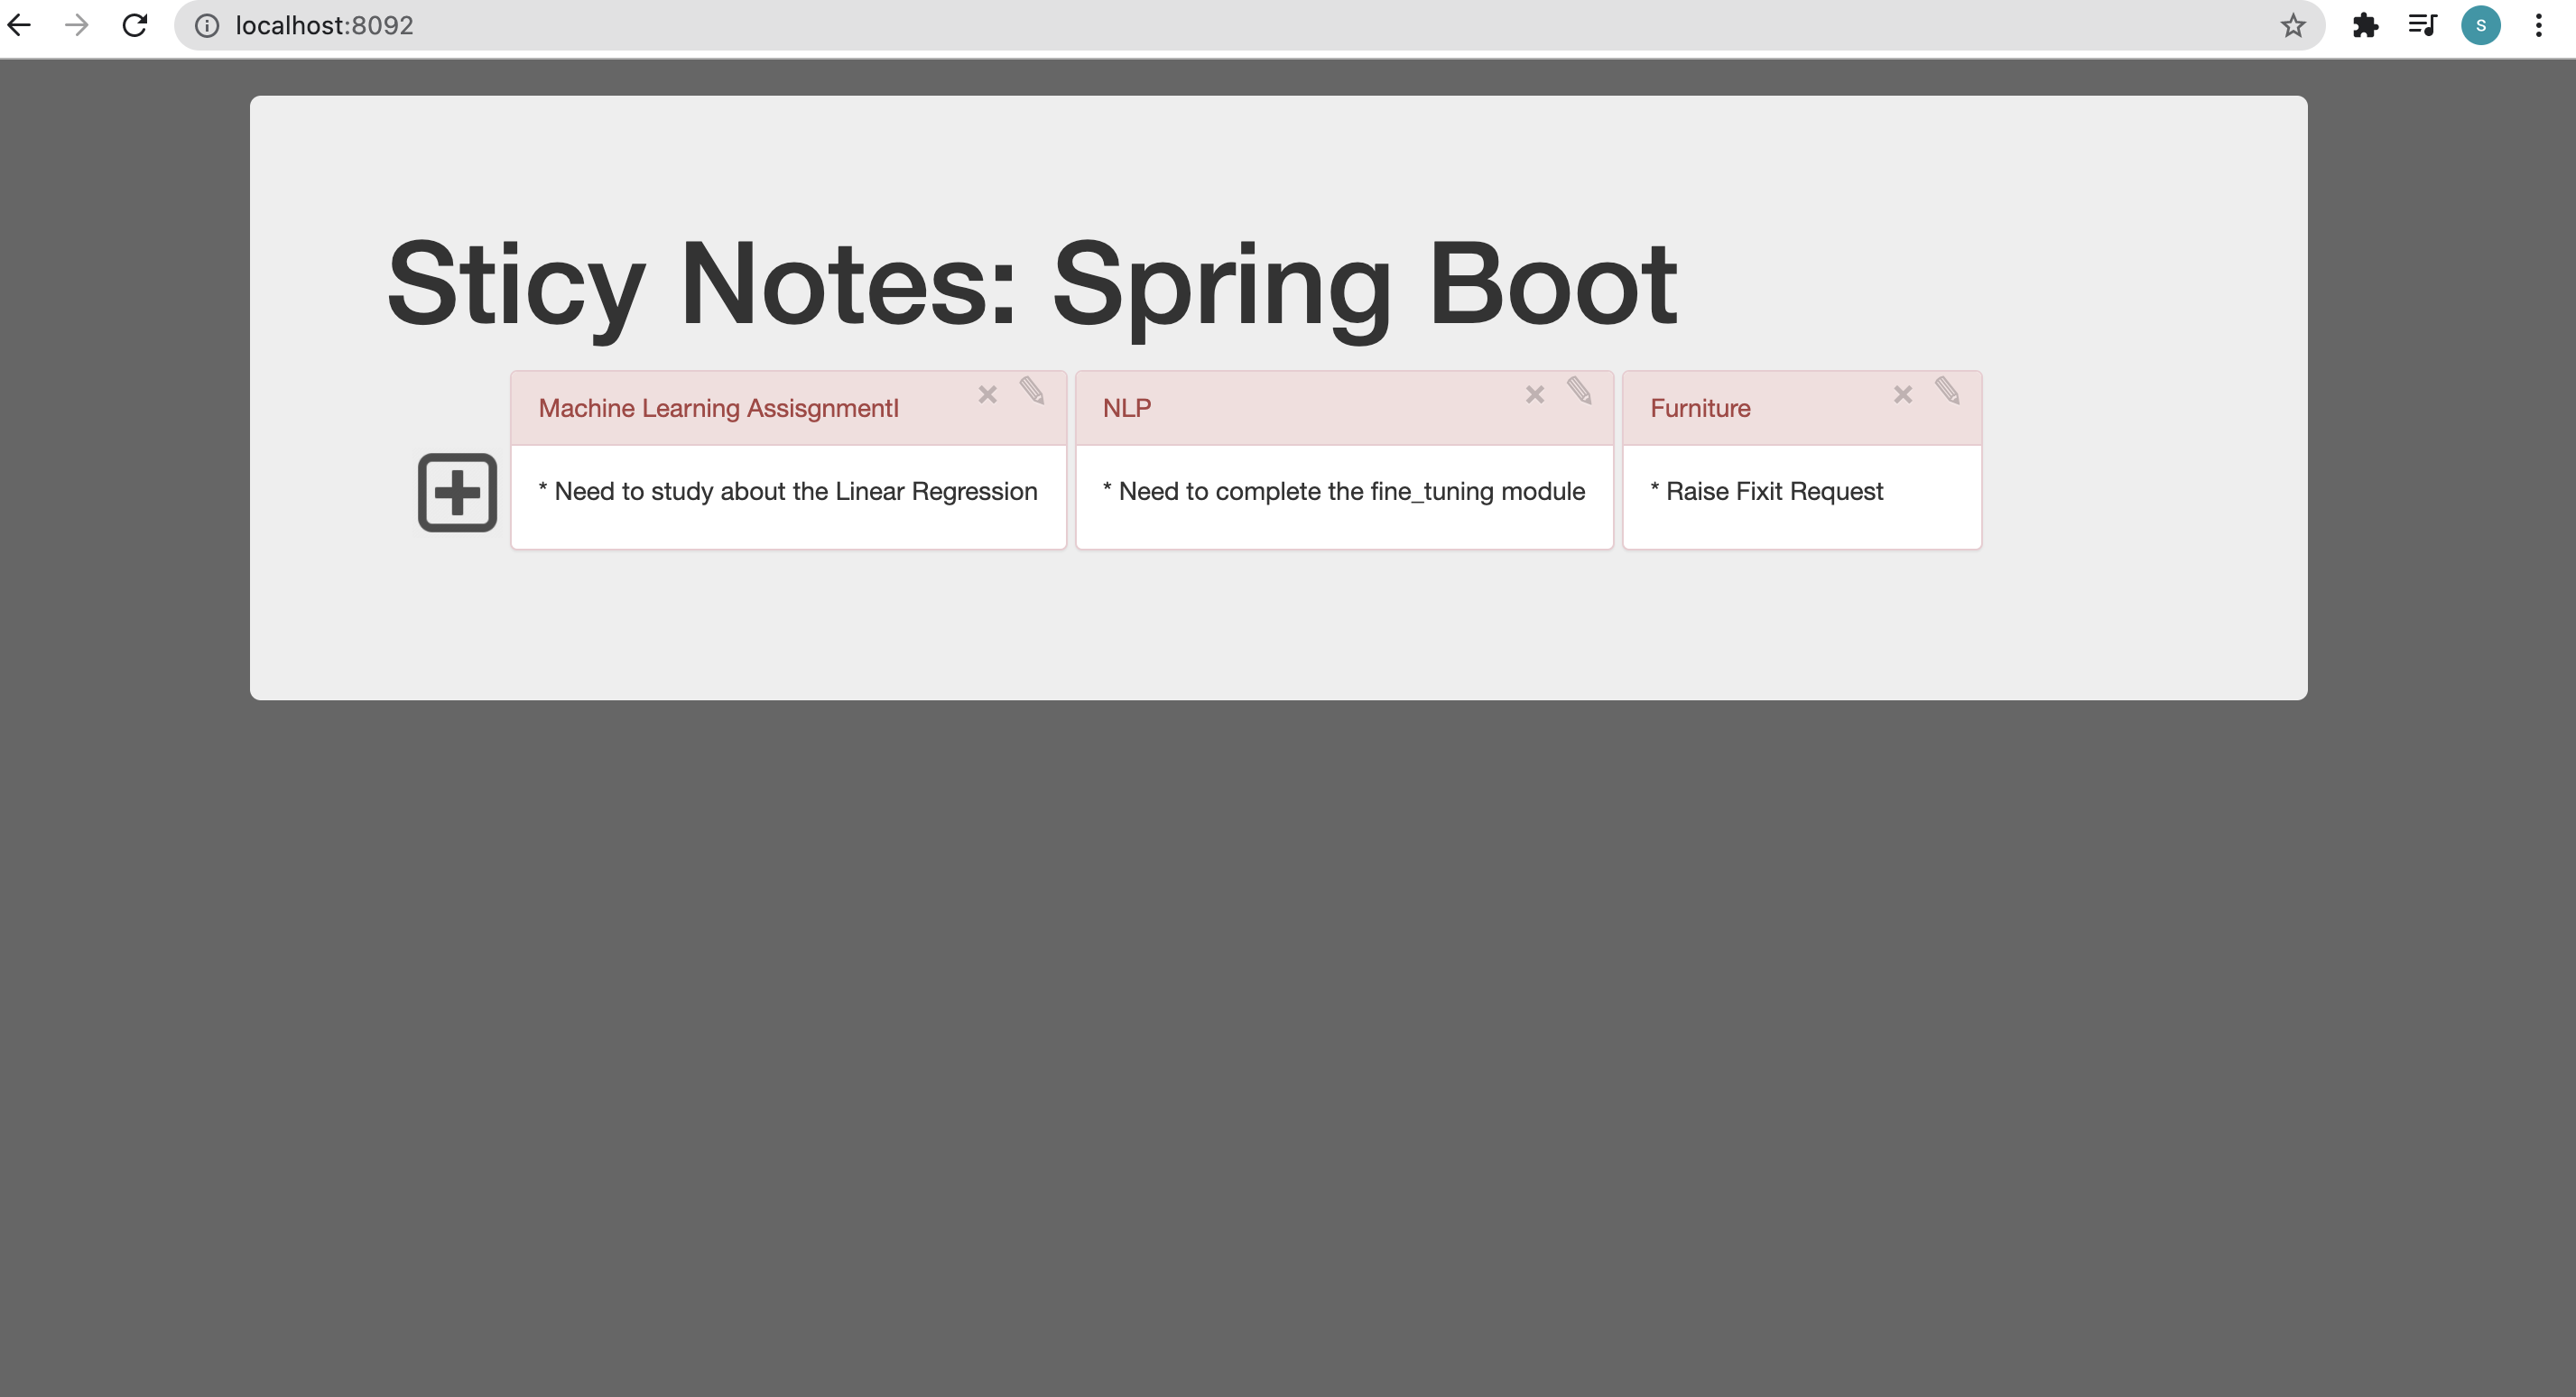 localhost:8092
S
Sticy Notes: Spring Boot
Machine Learning AssisgnmentI
* Need to study about the Linear Regression
NLP
* Need to complete the fine_tuning module
Furniture
* Raise Fixit Request